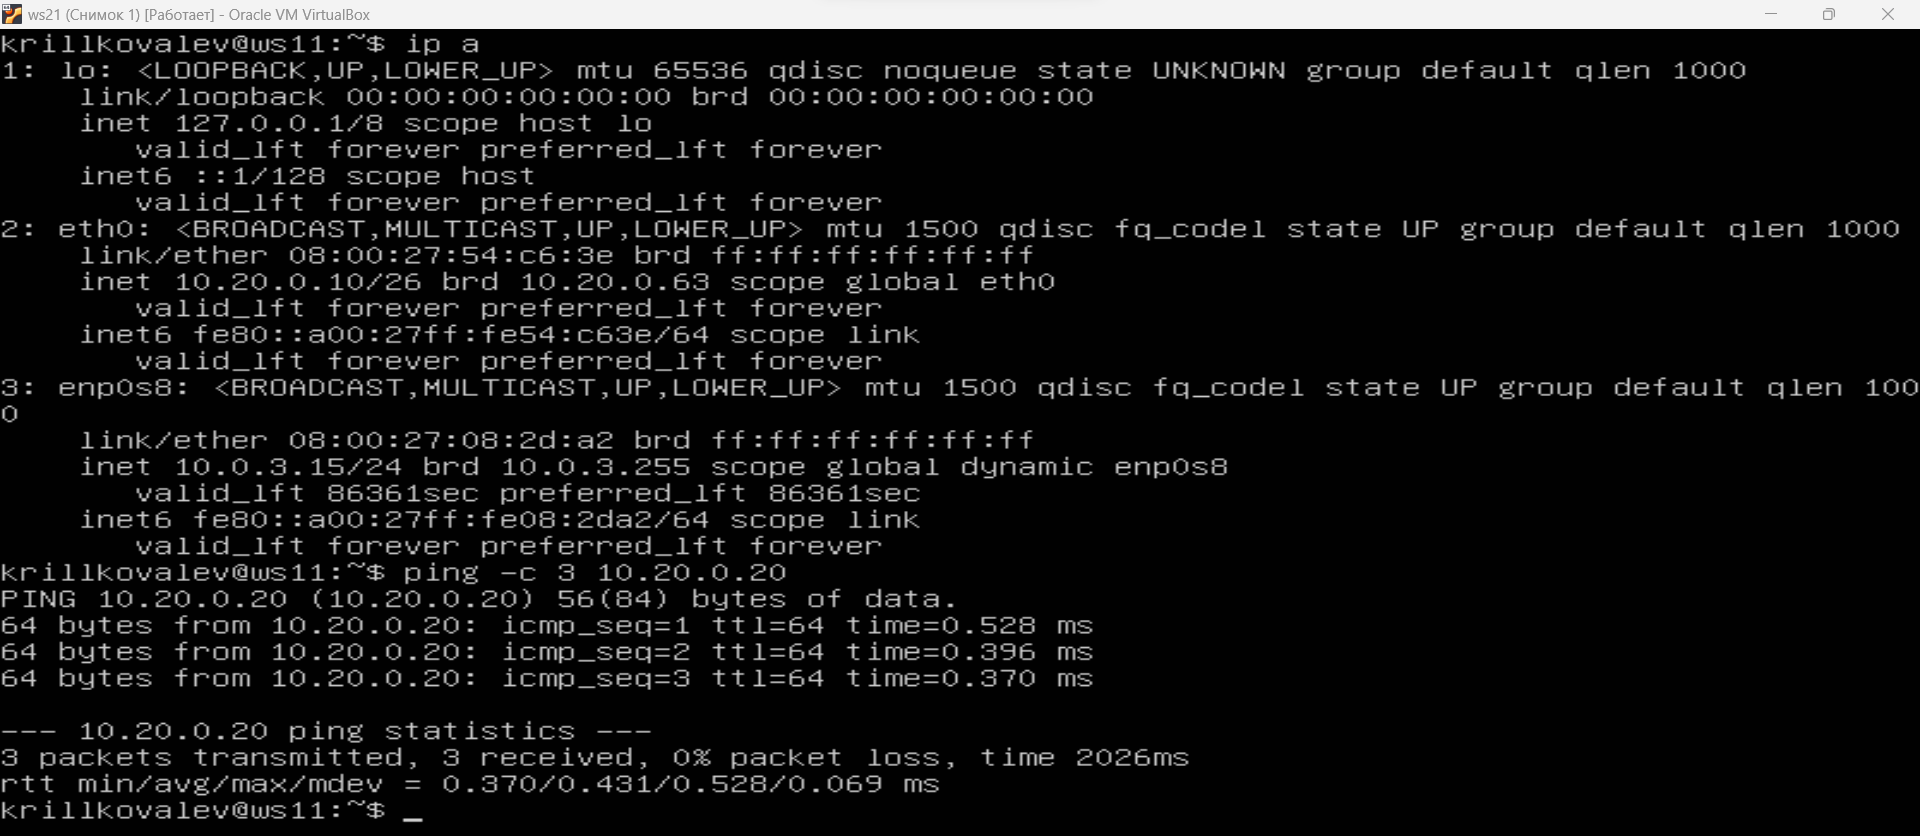 ws21 (Снимок 1) [Работает] - Oracle VM VirtualBox
krillkovalev@ws11:~$ ip a
1: lo: <LOOPBACK,UP,LOWER_UP> mtu 65536 qdisc noqueue state UNKNOWN group default qlen 1000
    link/loopback 00:00:00:00:00:00 brd 00:00:00:00:00:00
    inet 127.0.0.1/8 scope host lo
       valid_lft forever preferred_lft forever
    inet6 ::1/128 scope host
       valid_lft forever preferred_lft forever
2: eth0: <BROADCAST,MULTICAST,UP,LOWER_UP> mtu 1500 qdisc fq_codel state UP group default qlen 1000
    link/ether 08:00:27:54:c6:3e brd ff:ff:ff:ff:ff:ff
    inet 10.20.0.10/26 brd 10.20.0.63 scope global eth0
       valid_lft forever preferred_lft forever
    inet6 fe80::a00:27ff:fe54:c63e/64 scope link
       valid_lft forever preferred_lft forever
3: enp0s8: <BROADCAST,MULTICAST,UP,LOWER_UP> mtu 1500 qdisc fq_codel state UP group default qlen 100
0
    link/ether 08:00:27:08:2d:a2 brd ff:ff:ff:ff:ff:ff
    inet 10.0.3.15/24 brd 10.0.3.255 scope global dynamic enp0s8
       valid_lft 86361sec preferred_lft 86361sec
    inet6 fe80::a00:27ff:fe08:2da2/64 scope link
       valid_lft forever preferred_lft forever
krillkovalev@ws11:~$ ping -c 3 10.20.0.20
PING 10.20.0.20 (10.20.0.20) 56(84) bytes of data.
64 bytes from 10.20.0.20: icmp_seq=1 ttl=64 time=0.528 ms
64 bytes from 10.20.0.20: icmp_seq=2 ttl=64 time=0.396 ms
64 bytes from 10.20.0.20: icmp_seq=3 ttl=64 time=0.370 ms

--- 10.20.0.20 ping statistics ---
3 packets transmitted, 3 received, 0% packet loss, time 2026ms
rtt min/avg/max/mdev = 0.370/0.431/0.528/0.069 ms
krillkovalev@ws11:~$ _